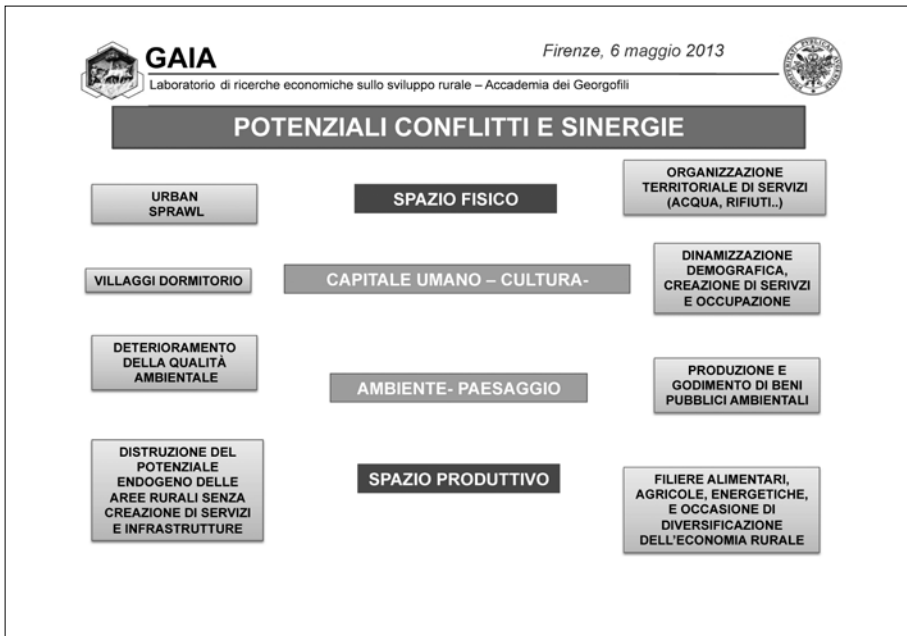 GAIA
Firenze, 6 maggio 2013
Laboratorio di ricerche economiche sullo sviluppo rurale – Accademia dei Georgofili
POTENZIALI CONFLITTI E SINERGIE
URBAN
SPRAWL
SPAZIO FISICO
ORGANIZZAZIONE
TERRITORIALE DI SERVIZI
(ACQUA, RIFIUTI..)
VILLAGGI DORMITORIO
CAPITALE UMANO – CULTURA-
DINAMIZZAZIONE
DEMOGRAFICA,
CREAZIONE DI SERIVZI
E OCCUPAZIONE
DETERIORAMENTO
DELLA QUALITÀ
AMBIENTALE
AMBIENTE- PAESAGGIO
PRODUZIONE E
GODIMENTO DI BENI
PUBBLICI AMBIENTALI
DISTRUZIONE DEL
POTENZIALE
ENDOGENO DELLE
AREE RURALI SENZA
CREAZIONE DI SERVIZI
E INFRASTRUTTURE
SPAZIO PRODUTTIVO
FILIERE ALIMENTARI,
AGRICOLE, ENERGETICHE,
E OCCASIONE DI
DIVERSIFICAZIONE
DELL'ECONOMIA RURALE